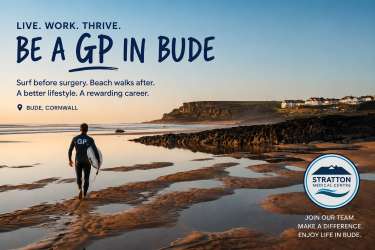 LIVE. WORK. THRIVE.
BE A GP IN BUDE
Surf before surgery. Beach walks after.
A better lifestyle. A rewarding career.
BUDE, CORNWALL
GP
STRATTON
MEDICAL CENTRE
JOIN OUR TEAM.
MAKE A DIFFERENCE.
ENJOY LIFE IN BUDE.